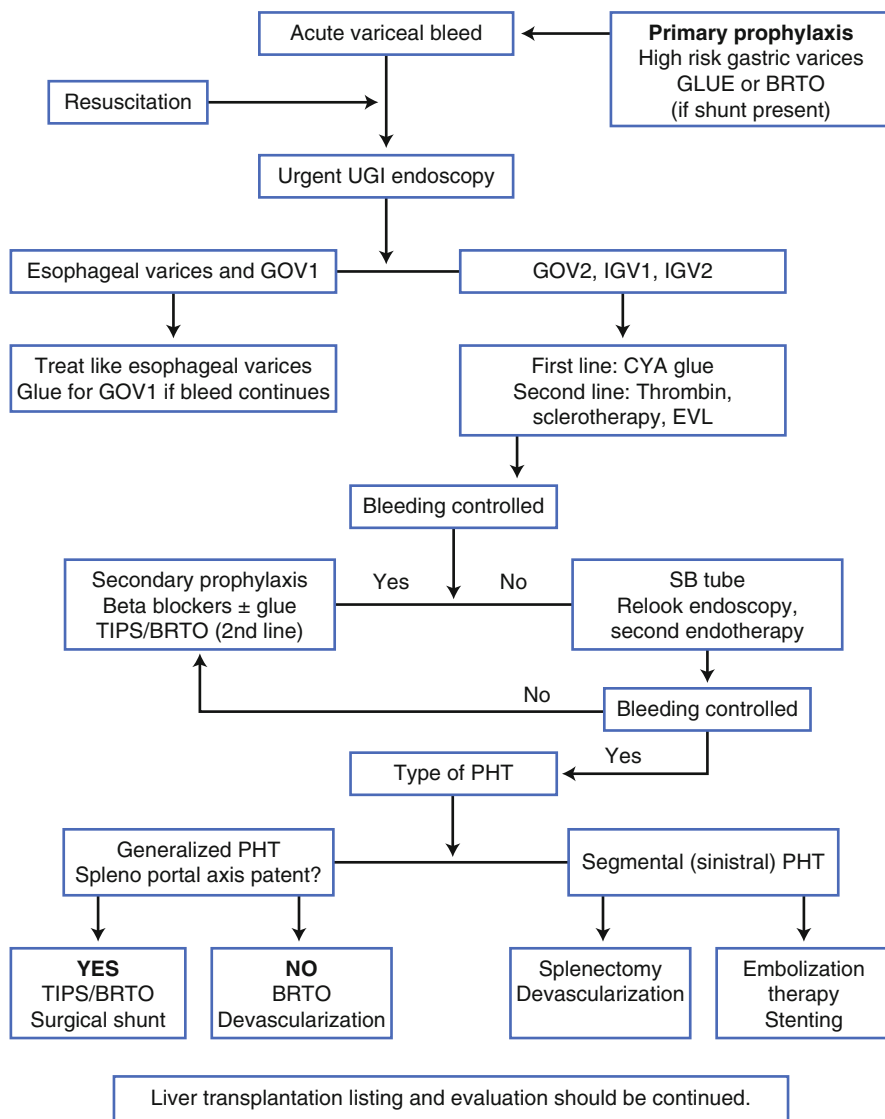 Acute variceal bleed
Primary prophylaxis
High risk gastric varices
GLUE or BRTO
(if shunt present)
Resuscitation
Urgent UGI endoscopy
Esophageal varices and GOV1
GOV2, IGV1, IGV2
Treat like esophageal varices
Glue for GOV1 if bleed continues
First line: CYA glue
Second line: Thrombin,
sclerotherapy, EVL
Bleeding controlled
Secondary prophylaxis
Beta blockers ± glue
TIPS/BRTO (2nd line)
Yes
No
SB tube
Relook endoscopy,
second endotherapy
No
Bleeding controlled
Yes
Type of PHT
Generalized PHT
Spleno portal axis patent?
Segmental (sinistral) PHT
YES
TIPS/BRTO
Surgical shunt
NO
BRTO
Devascularization
Splenectomy
Devascularization
Embolization
therapy
Stenting
Liver transplantation listing and evaluation should be continued.